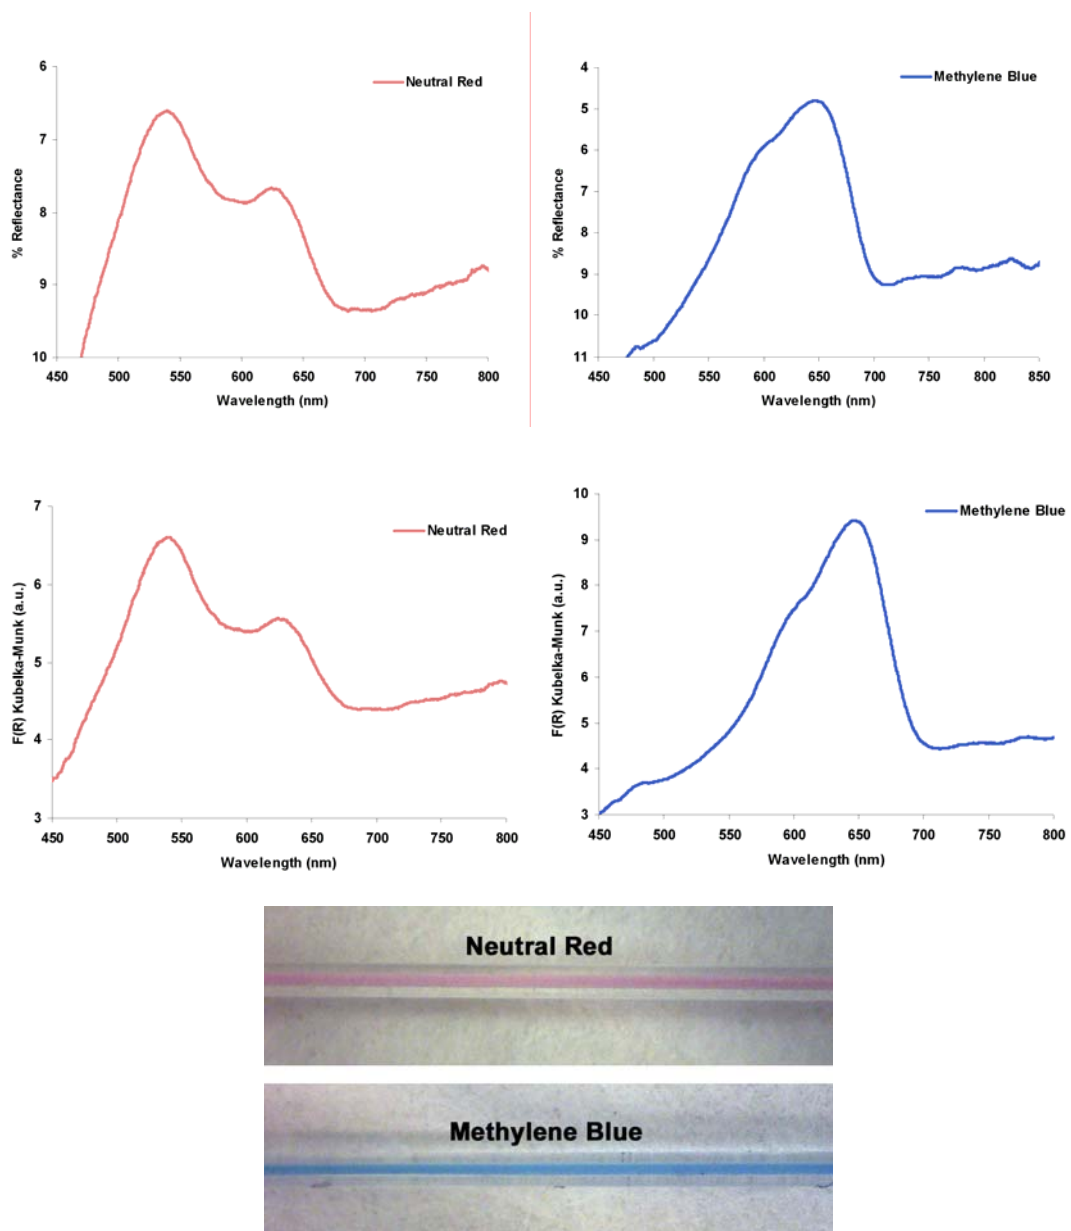 Neutral Red
% Reflectance
6
7
8
9
10
450 500 550 600 650 700 750 800
Wavelength (nm)
Methylene Blue
% Reflectance
4
5
6
7
8
9
10
11
450 500 550 600 650 700 750 800 850
Wavelength (nm)
Neutral Red
F(R) Kubelka-Munk (a.u.)
7
6
5
4
3
450 500 550 600 650 700 750 800
Wavelength (nm)
Methylene Blue
F(R) Kubelka-Munk (a.u.)
10
9
8
7
6
5
4
3
450 500 550 600 650 700 750 800
Wavelength (nm)
Neutral Red
Methylene Blue